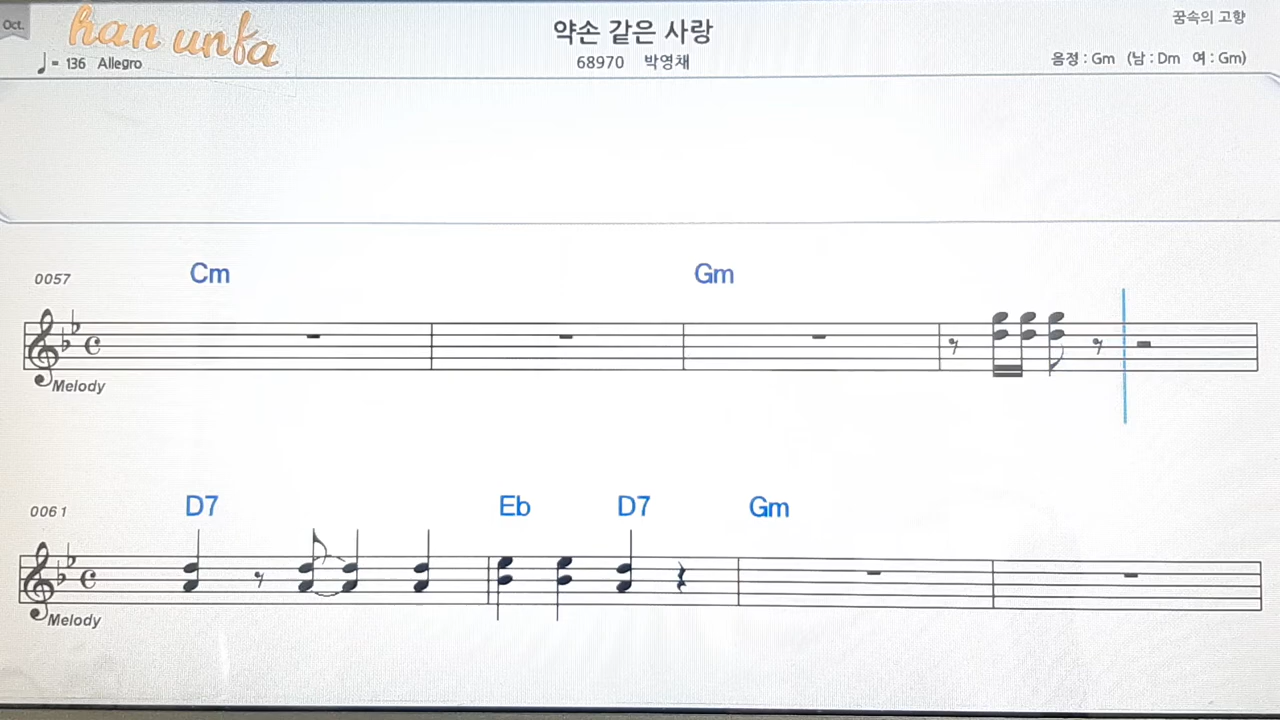 Oct.
han unfa
약손 같은 사랑
꿈속의 고향
♩= 136 Allegro
68970 박영채
음정 : Gm (남 : Dm 여 : Gm)
0057
Cm Gm
Melody
0061
D7 Eb D7 Gm
Melody